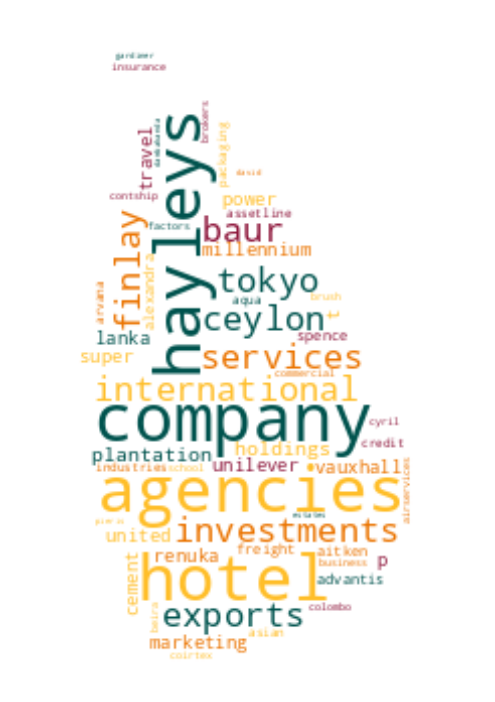 gardiner
insurance
travel
dambakanda
hayleys
brokers
packaging
david
contship
power
factors
assetline
baur
finlay
millennium
alexandra
arvana
tokyo
aqua
brush
ceylon
t
lanka
spence
super
services
commercial
international
company
cyril
credit
plantation
holdings
industries
school
unilever
vauxhall
airservices
agencies
estates
pieris
united
investments
renuka
freight
aitken
p
business
cement
hotel
advantis
beira
exports
colombo
asian
marketing
coirtex